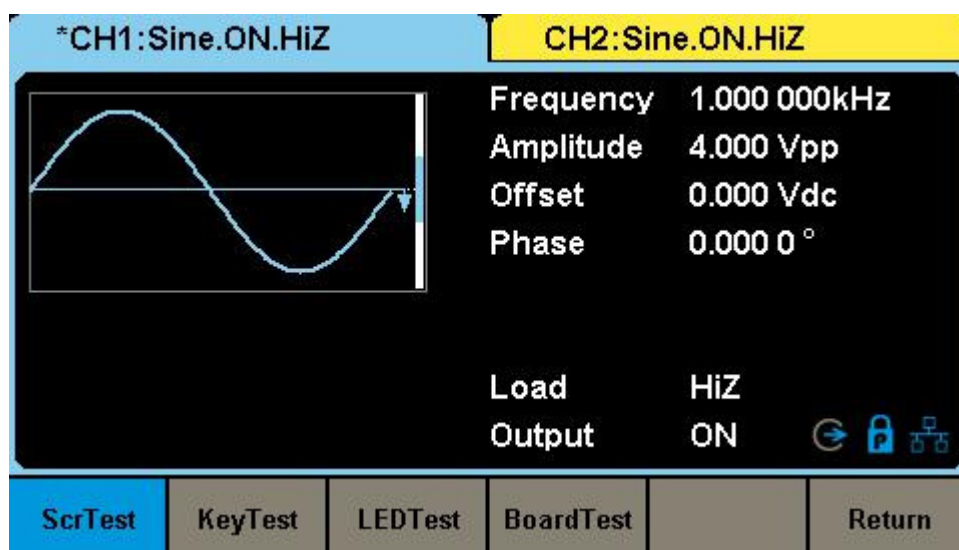 *CH1:Sine.ON.HiZ CH2:Sine.ON.HiZ
Frequency 1.000 000kHz
Amplitude 4.000 Vpp
Offset 0.000 Vdc
Phase 0.000 0 °
Load HiZ
Output ON P
ScrTest KeyTest LEDTest BoardTest Return